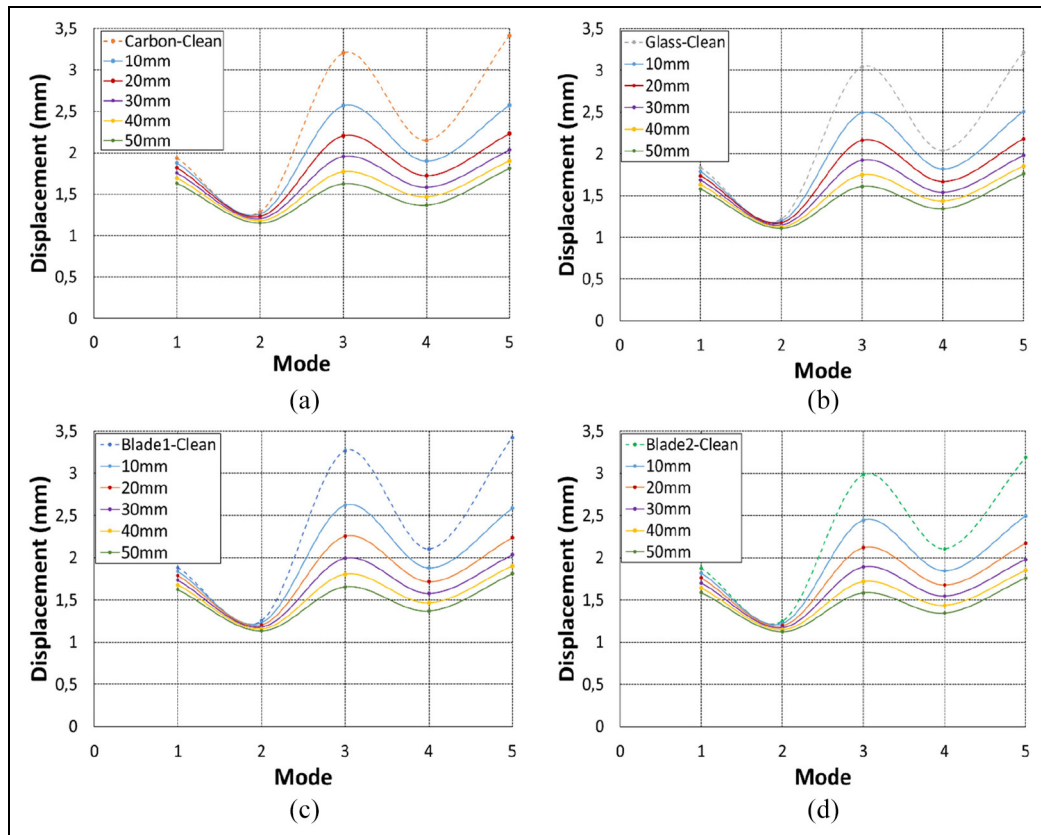 3,5
3
2,5
2
1,5
1
0,5
0
Displacement (mm)
Carbon-Clean
10mm
20mm
30mm
40mm
50mm
0 1 2 3 4 5
Mode
(a)
3,5
3
2,5
2
1,5
1
0,5
0
Displacement (mm)
Glass-Clean
10mm
20mm
30mm
40mm
50mm
0 1 2 3 4 5
Mode
(b)
3,5
3
2,5
2
1,5
1
0,5
0
Displacement (mm)
Blade1-Clean
10mm
20mm
30mm
40mm
50mm
0 1 2 3 4 5
Mode
(c)
3,5
3
2,5
2
1,5
1
0,5
0
Displacement (mm)
Blade2-Clean
10mm
20mm
30mm
40mm
50mm
0 1 2 3 4 5
Mode
(d)